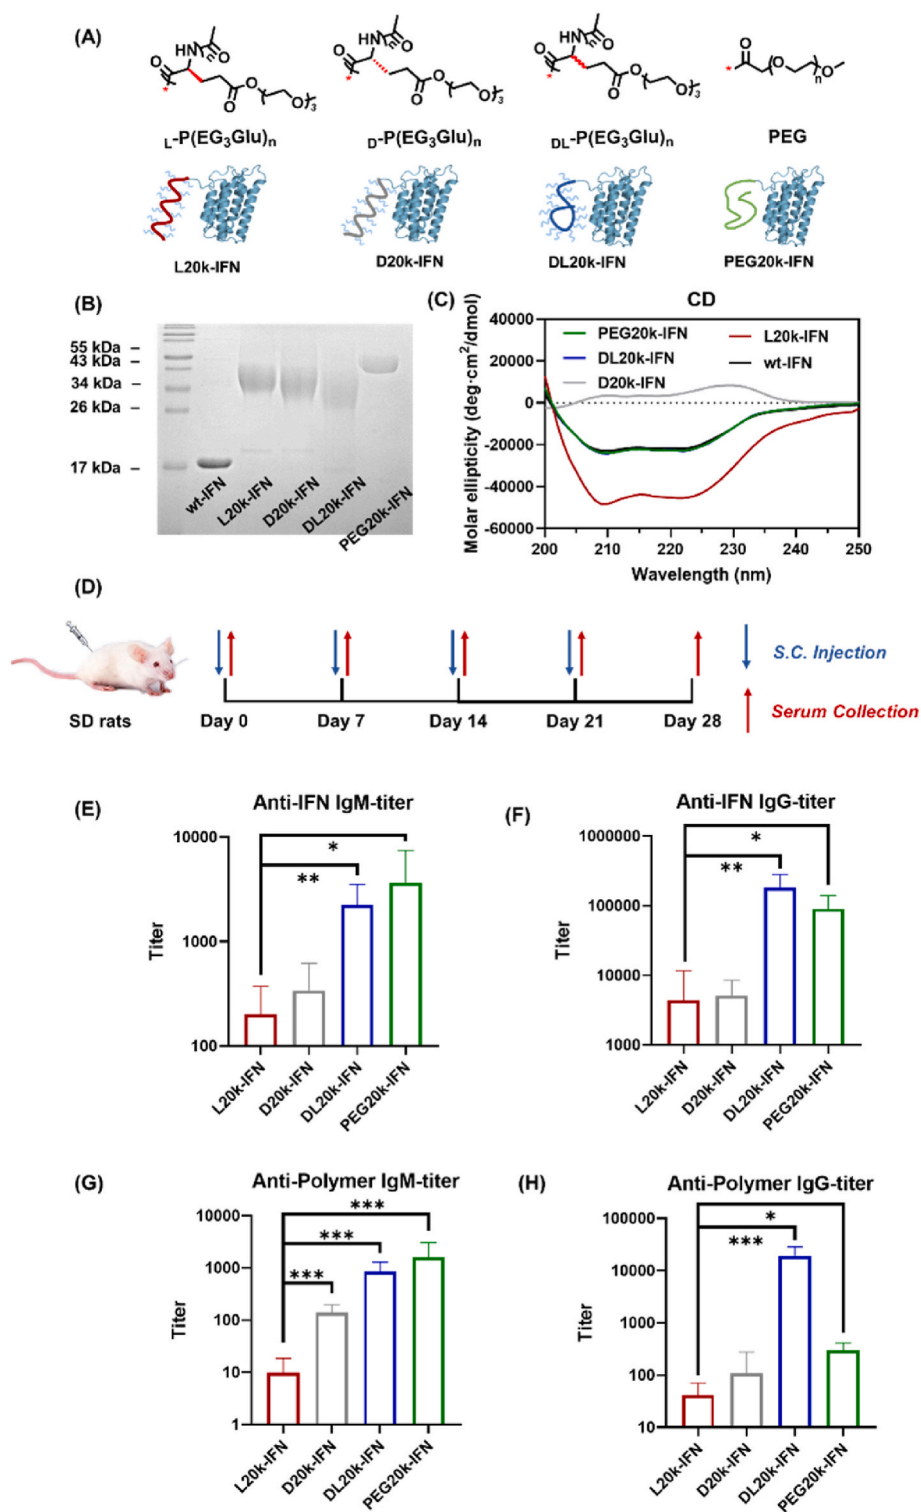 (A)
HN
O
O
O
O
O
3
HN
O
O
O
O
O
3
HN
O
O
O
O
O
3
O
O
n
O
*
*
*
*
L-P(EG3Glu)n
D-P(EG3Glu)n
DL-P(EG3Glu)n
PEG
L20k-IFN
D20k-IFN
DL20k-IFN
PEG20k-IFN
(B)
55 kDa –
43 kDa –
34 kDa –
26 kDa –
17 kDa –
wt-IFN
L20k-IFN
D20k-IFN
DL20k-IFN
PEG20k-IFN
(C)
CD
Molar ellipticity (deg·cm²/dmol)
40000
20000
0
-20000
-40000
-60000
PEG20k-IFN
DL20k-IFN
D20k-IFN
L20k-IFN
wt-IFN
200 210 220 230 240 250
Wavelength (nm)
(D)
SD rats
Day 0
Day 7
Day 14
Day 21
Day 28
S.C. Injection
Serum Collection
(E)
Anti-IFN IgM-titer
Titer
10000
1000
100
*
**
L20k-IFN
D20k-IFN
DL20k-IFN
PEG20k-IFN
(F)
Anti-IFN IgG-titer
Titer
1000000
100000
10000
1000
*
**
L20k-IFN
D20k-IFN
DL20k-IFN
PEG20k-IFN
(G)
Anti-Polymer IgM-titer
Titer
10000
1000
100
10
1
***
***
***
L20k-IFN
D20k-IFN
DL20k-IFN
PEG20k-IFN
(H)
Anti-Polymer IgG-titer
Titer
100000
10000
1000
100
10
*
***
L20k-IFN
D20k-IFN
DL20k-IFN
PEG20k-IFN